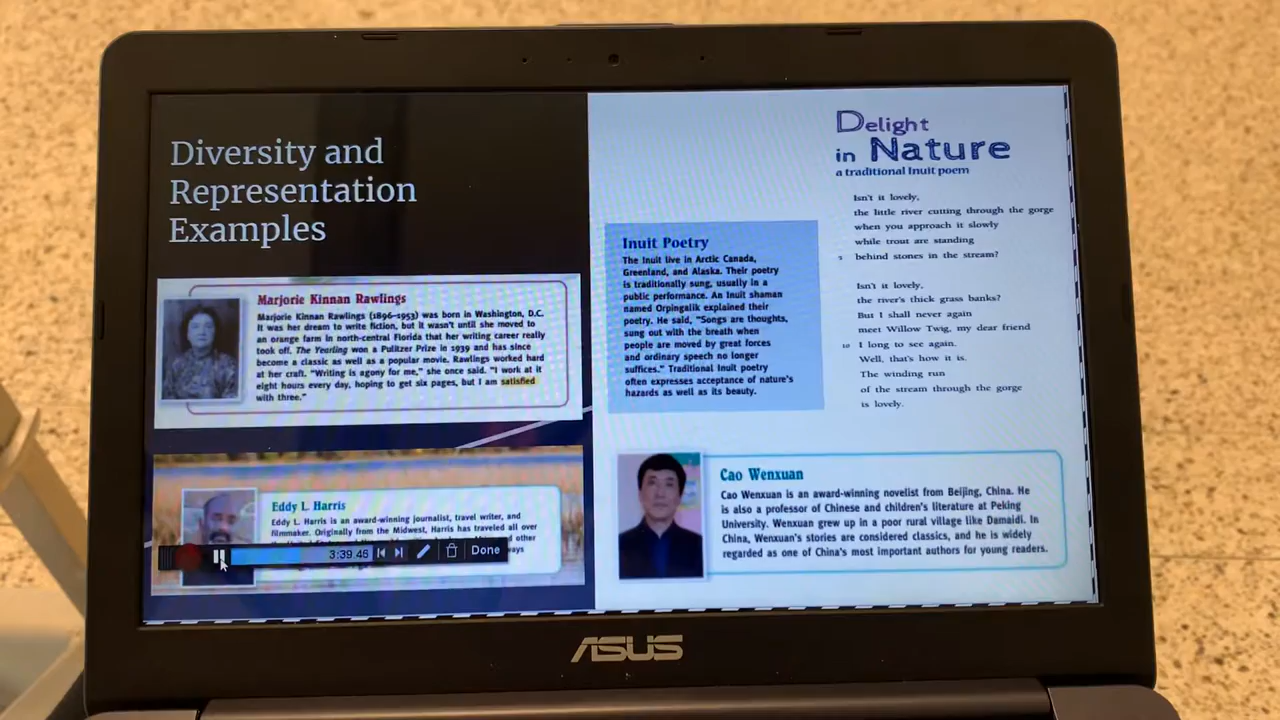 Diversity and
Representation
Examples
Marjorie Kinnan Rawlings
Marjorie Kinnan Rawlings (1896–1953) was born in Washington, D.C.
It was her dream to write fiction, but it wasn't until she moved to
an orange farm in north-central Florida that her writing career really
took off. The Yearling won a Pulitzer Prize in 1939 and has since
become a classic as well as a popular movie. Rawlings worked hard
at her craft. "Writing is agony for me," she once said. "I work at it
eight hours every day, hoping to get six pages, but I am satisfied
with three."
Eddy L. Harris
Eddy L. Harris is an award-winning journalist, travel writer, and
filmmaker. Originally from the Midwest, Harris has traveled all over
other
3:39.46
Done
Delight
in Nature
a traditional Inuit poem
Isn't it lovely,
the little river cutting through the gorge
when you approach it slowly
while trout are standing
5 behind stones in the stream?
Isn't it lovely,
the river's thick grass banks?
But I shall never again
meet Willow Twig, my dear friend
10 I long to see again.
Well, that's how it is.
The winding run
of the stream through the gorge
is lovely.
Inuit Poetry
The Inuit live in Arctic Canada,
Greenland, and Alaska. Their poetry
is traditionally sung, usually in a
public performance. An Inuit shaman
named Orpingalik explained their
poetry. He said, "Songs are thoughts,
sung out with the breath when
people are moved by great forces
and ordinary speech no longer
suffices." Traditional Inuit poetry
often expresses acceptance of nature's
hazards as well as its beauty.
Cao Wenxuan
Cao Wenxuan is an award-winning novelist from Beijing, China. He
is also a professor of Chinese and children's literature at Peking
University. Wenxuan grew up in a poor rural village like Damaidi. In
China, Wenxuan's stories are considered classics, and he is widely
regarded as one of China's most important authors for young readers.
ASUS